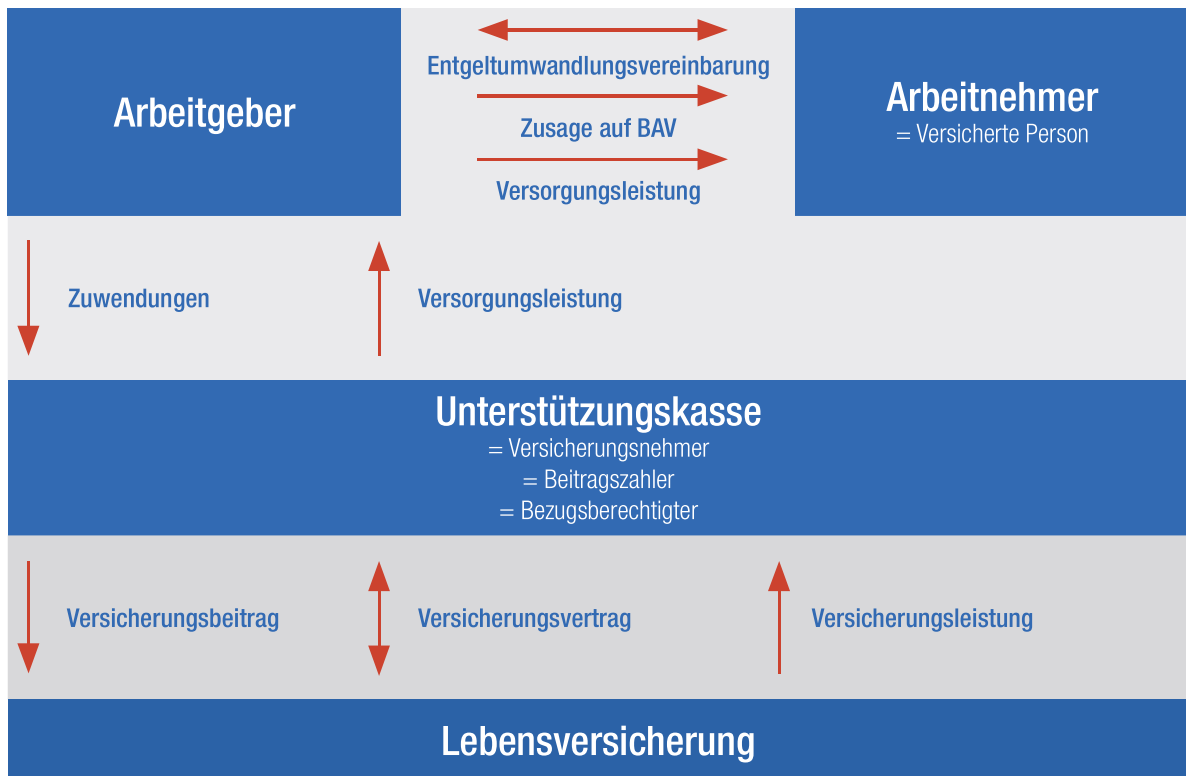 Arbeitgeber
Entgeltumwandlungsvereinbarung
Zusage auf BAV
Versorgungsleistung
Arbeitnehmer
= Versicherte Person
Zuwendungen
Versorgungsleistung
Unterstützungskasse
= Versicherungsnehmer
= Beitragszahler
= Bezugsberechtigter
Versicherungsbeitrag
Versicherungsvertrag
Versicherungsleistung
Lebensversicherung